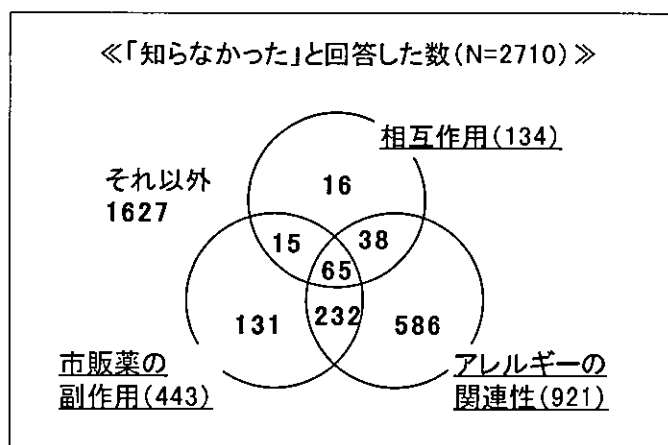 ≪「知らなかった」と回答した数(N=2710)≫
相互作用(134)
それ以外
1627
16
15
38
65
131
232
586
市販薬の
副作用(443)
アレルギーの
関連性(921)